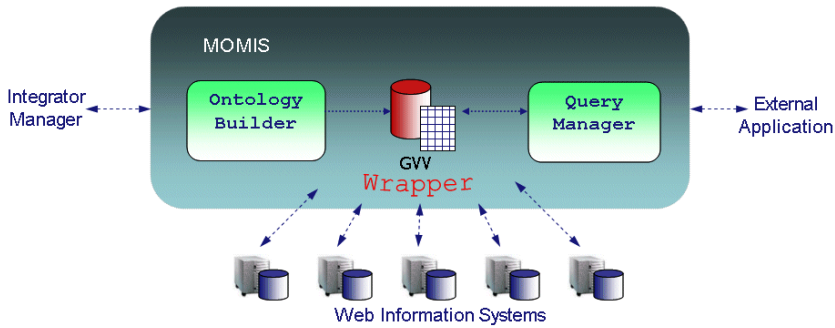 MOMIS
Integrator
Manager
Ontology
Builder
Query
Manager
External
Application
GVV
Wrapper
Web Information Systems